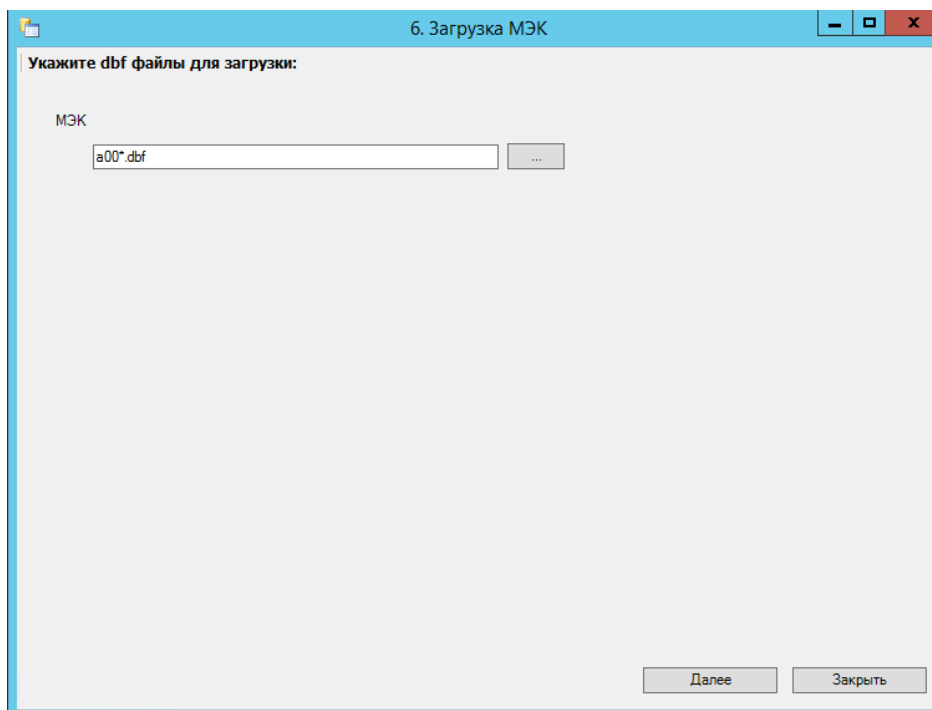 6. Загрузка МЭК
Укажите dbf файлы для загрузки:
МЭК
a00*.dbf
...
Далее
Закрыть